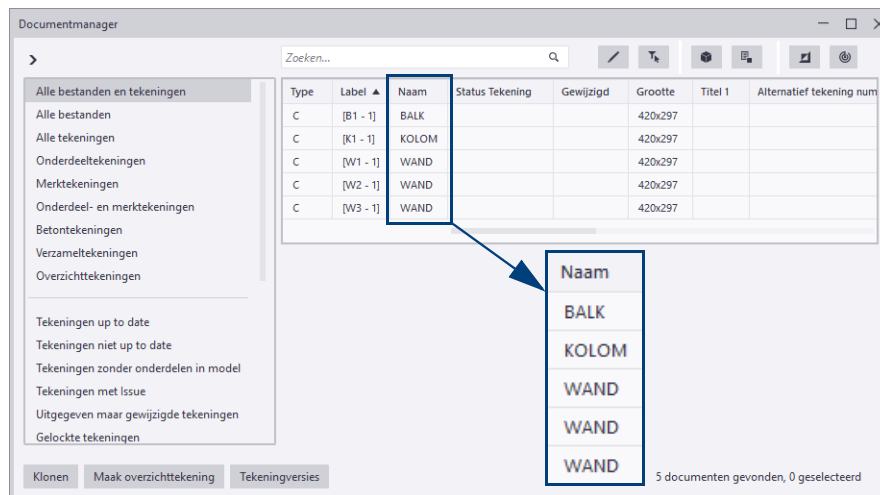 Documentmanager
Zoeken...
Alle bestanden en tekeningen
Alle bestanden
Alle tekeningen
Onderdeeltekeningen
Merktekeningen
Onderdeel- en merktekeningen
Betontekeningen
Verzameltekeningen
Overzichttekeningen
Tekeningen up to date
Tekeningen niet up to date
Tekeningen zonder onderdelen in model
Tekeningen met Issue
Uitgegeven maar gewijzigde tekeningen
Gelockte tekeningen
Type Label ▲ Naam Status Tekening Gewijzigd Grootte Titel 1 Alternatief tekening num
C [B1 - 1] BALK 420x297
C [K1 - 1] KOLOM 420x297
C [W1 - 1] WAND 420x297
C [W2 - 1] WAND 420x297
C [W3 - 1] WAND 420x297
Naam
BALK
KOLOM
WAND
WAND
WAND
Klonen Maak overzichttekening Tekeningversies 5 documenten gevonden, 0 geselecteerd